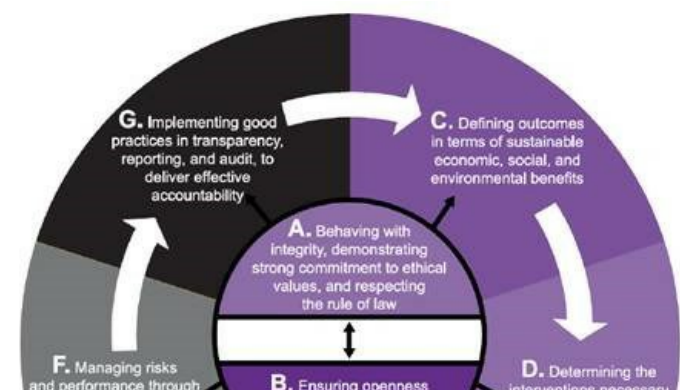 G. Implementing good
practices in transparency,
reporting, and audit, to
deliver effective
accountability
C. Defining outcomes
in terms of sustainable
economic, social, and
environmental benefits
A. Behaving with
integrity, demonstrating
strong commitment to ethical
values, and respecting
the rule of law
F. Managing risks
and performance through
B. Ensuring openness
D. Determining the
interventions necessary